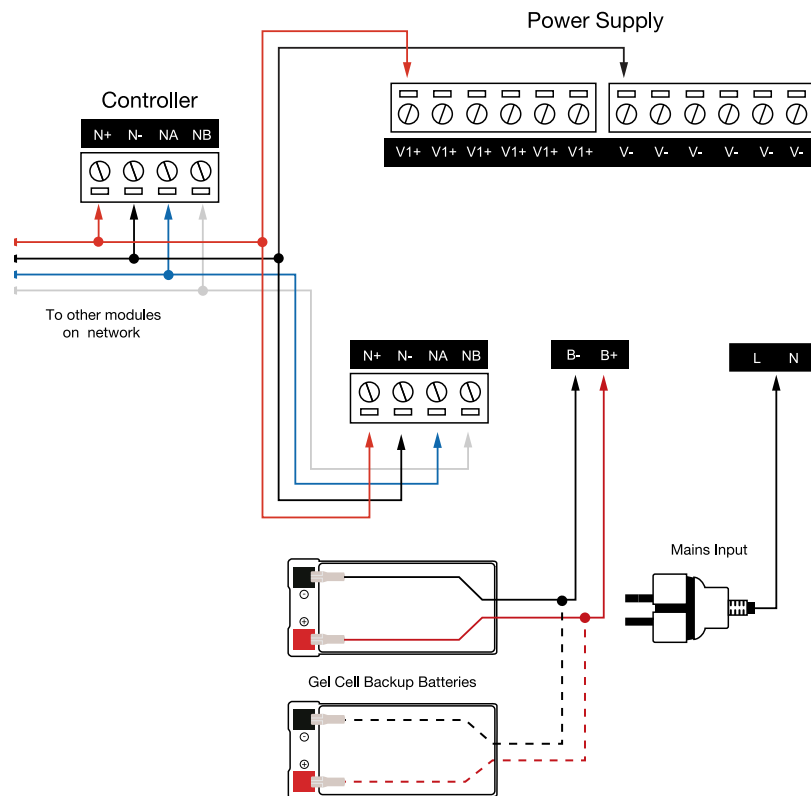 Power Supply
Controller
N+ N- NA NB
V1+ V1+ V1+ V1+ V1+ V1+
V- V- V- V- V- V-
To other modules
on network
N+ N- NA NB
B- B+
L N
Mains Input
Gel Cell Backup Batteries